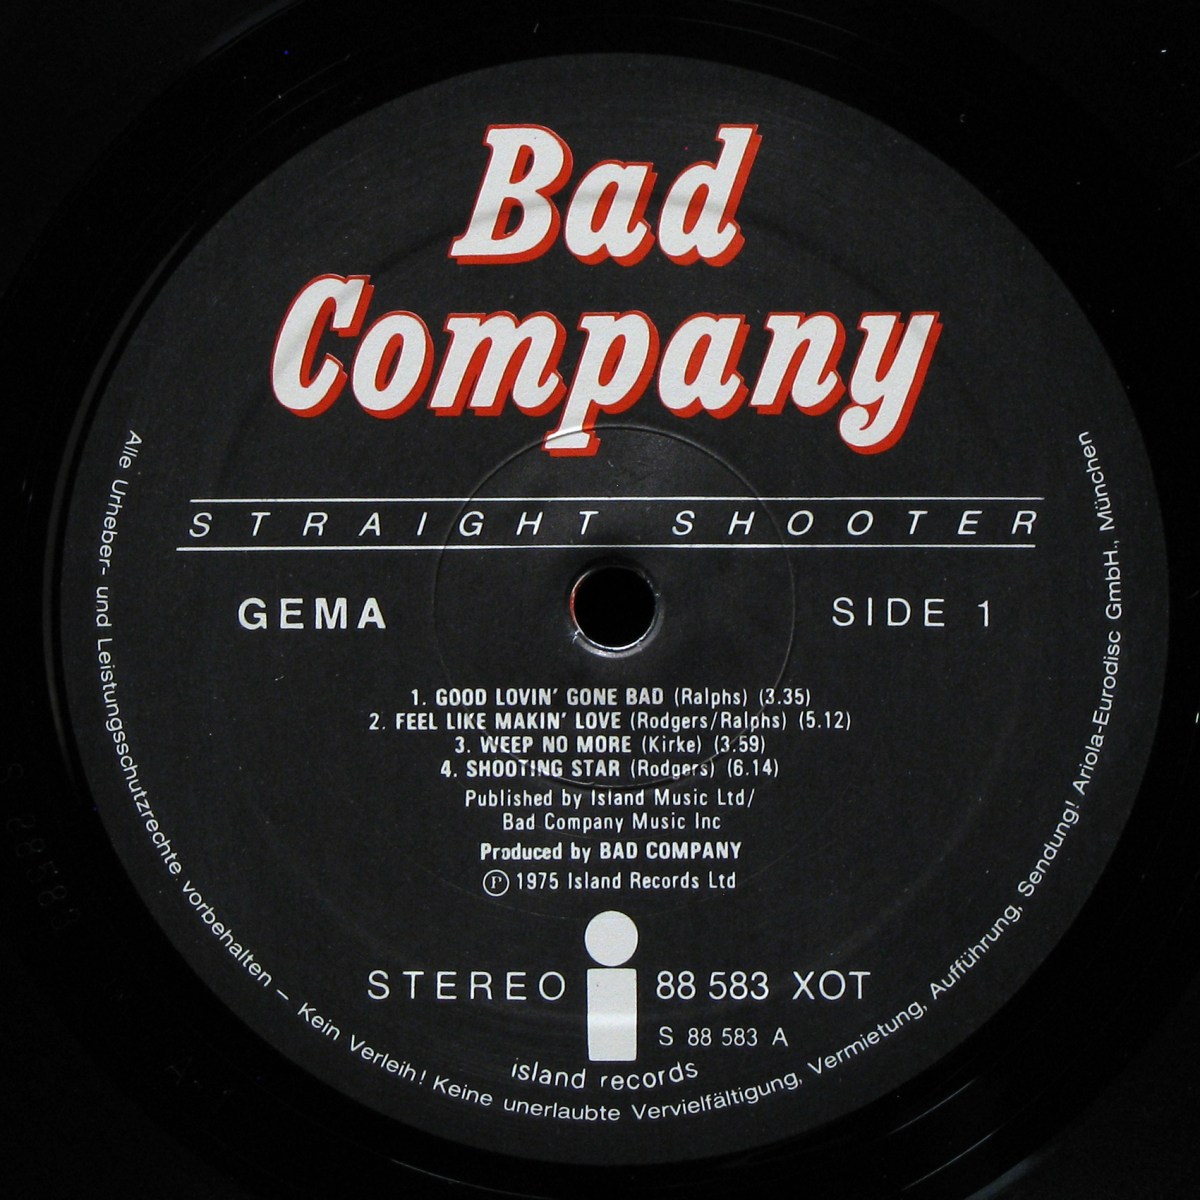 Bad
Company
STRAIGHT SHOOTER
GEMA
SIDE 1
1. GOOD LOVIN' GONE BAD (Ralphs) (3.35)
2. FEEL LIKE MAKIN' LOVE (Rodgers/Ralphs) (5.12)
3. WEEP NO MORE (Kirke) (3.59)
4. SHOOTING STAR (Rodgers) (6.14)
Published by Island Music Ltd/
Bad Company Music Inc
Produced by BAD COMPANY
Ⓟ 1975 Island Records Ltd
STEREO
88 583 XOT
S 88 583 A
island records
Alle Urheber- und Leistungsschutzrechte vorbehalten – Kein Verleih! Keine unerlaubte Vervielfältigung, Vermietung, Aufführung, Sendung! Ariola-Eurodisc GmbH., München